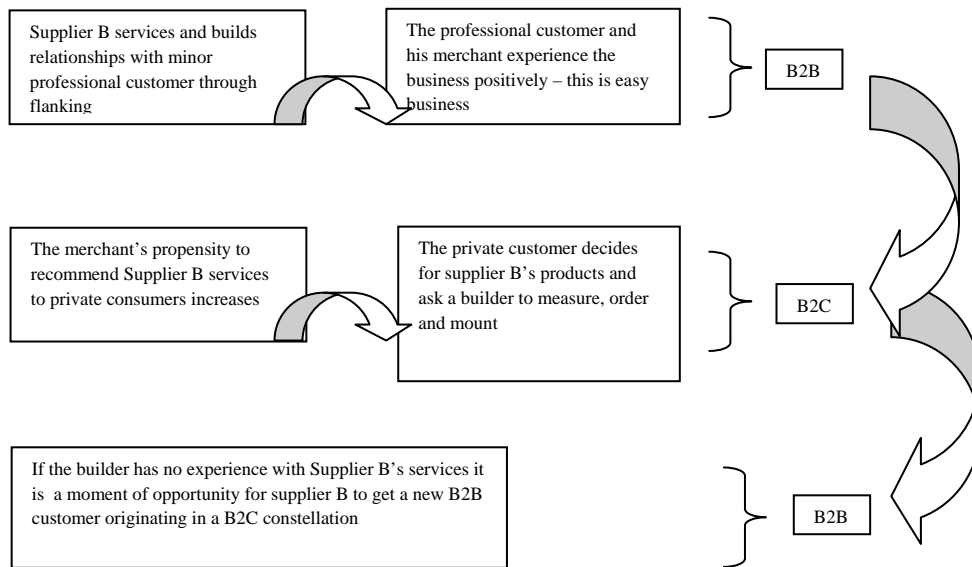 Supplier B services and builds
relationships with minor
professional customer through
flanking
The professional customer and
his merchant experience the
business positively – this is easy
business
B2B
The merchant's propensity to
recommend Supplier B services
to private consumers increases
The private customer decides
for supplier B's products and
ask a builder to measure, order
and mount
B2C
If the builder has no experience with Supplier B's services it
is a moment of opportunity for supplier B to get a new B2B
customer originating in a B2C constellation
B2B